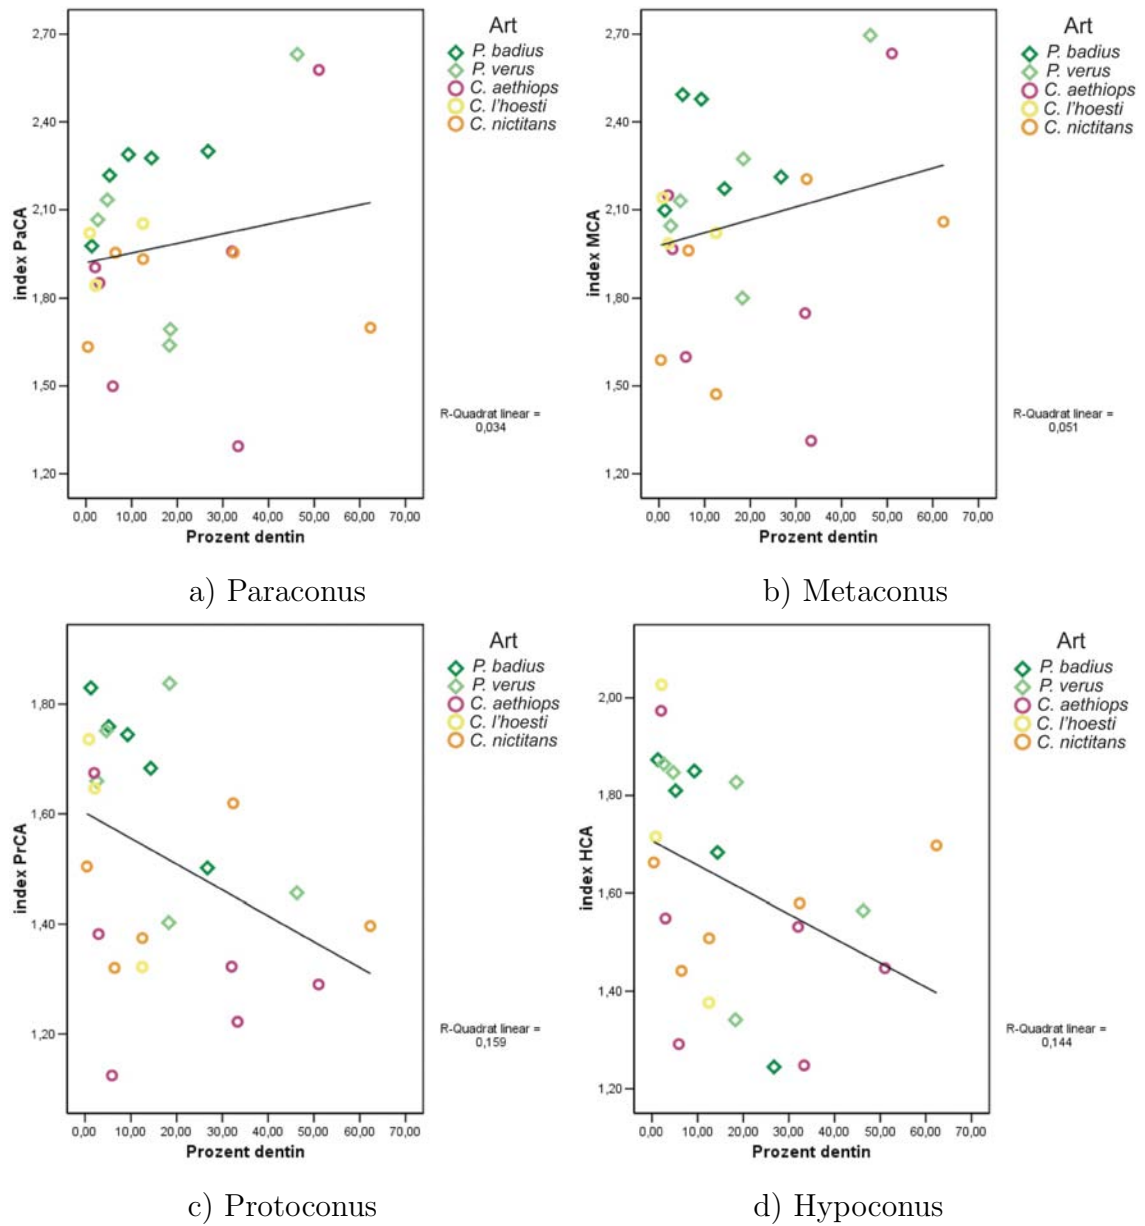 Art
P. badius
P. verus
C. aethiops
C. l'hoesti
C. nictitans
2,70
2,40
2,10
1,80
1,50
1,20
index PaCA
0,00 10,00 20,00 30,00 40,00 50,00 60,00 70,00
Prozent dentin
R-Quadrat linear =
0,034
a) Paraconus
Art
P. badius
P. verus
C. aethiops
C. l'hoesti
C. nictitans
2,70
2,40
2,10
1,80
1,50
1,20
index MCA
0,00 10,00 20,00 30,00 40,00 50,00 60,00 70,00
Prozent dentin
R-Quadrat linear =
0,051
b) Metaconus
Art
P. badius
P. verus
C. aethiops
C. l'hoesti
C. nictitans
1,80
1,60
1,40
1,20
index PrCA
0,00 10,00 20,00 30,00 40,00 50,00 60,00 70,00
Prozent dentin
R-Quadrat linear =
0,159
c) Protoconus
Art
P. badius
P. verus
C. aethiops
C. l'hoesti
C. nictitans
2,00
1,80
1,60
1,40
1,20
index HCA
0,00 10,00 20,00 30,00 40,00 50,00 60,00 70,00
Prozent dentin
R-Quadrat linear =
0,144
d) Hypoconus